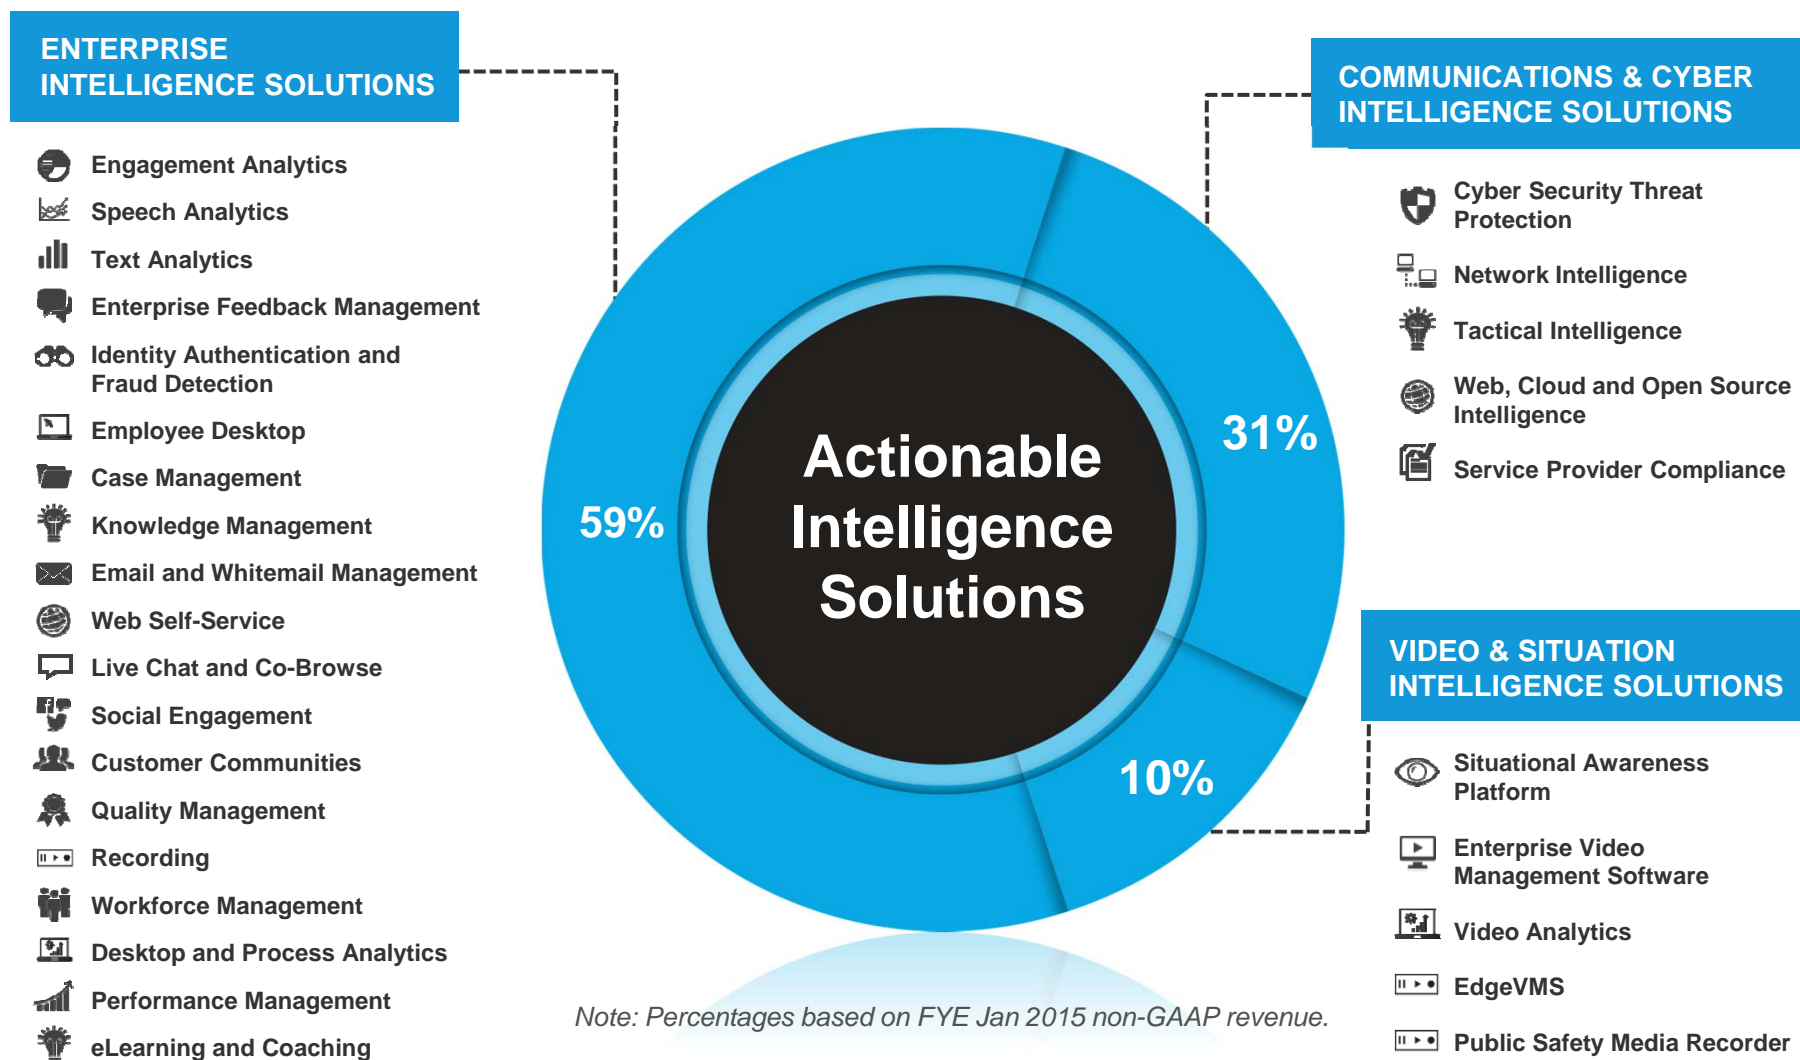 ENTERPRISE
INTELLIGENCE SOLUTIONS
Engagement Analytics
Speech Analytics
Text Analytics
Enterprise Feedback Management
Identity Authentication and
Fraud Detection
Employee Desktop
Case Management
Knowledge Management
Email and Whitemail Management
Web Self-Service
Live Chat and Co-Browse
Social Engagement
Customer Communities
Quality Management
Recording
Workforce Management
Desktop and Process Analytics
Performance Management
eLearning and Coaching
59%
Actionable
Intelligence
Solutions
31%
10%
Note: Percentages based on FYE Jan 2015 non-GAAP revenue.
COMMUNICATIONS & CYBER
INTELLIGENCE SOLUTIONS
Cyber Security Threat
Protection
Network Intelligence
Tactical Intelligence
Web, Cloud and Open Source
Intelligence
Service Provider Compliance
VIDEO & SITUATION
INTELLIGENCE SOLUTIONS
Situational Awareness
Platform
Enterprise Video
Management Software
Video Analytics
EdgeVMS
Public Safety Media Recorder